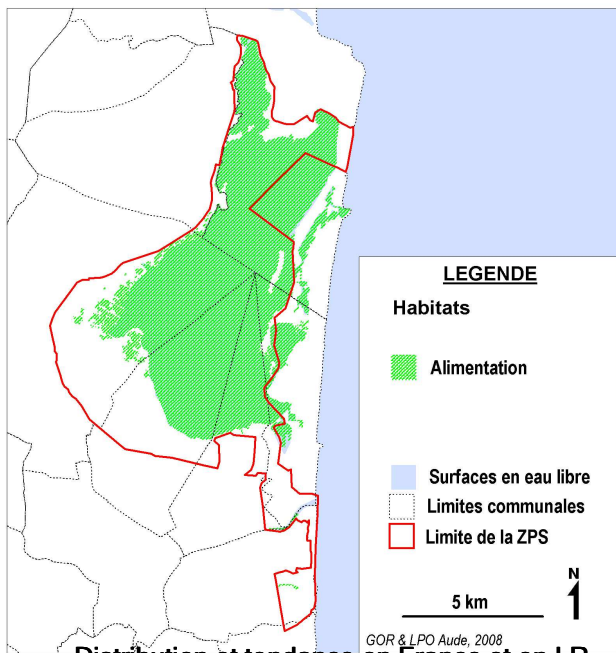 LEGENDE
Habitats
Alimentation
Surfaces en eau libre
Limites communales
Limite de la ZPS
N
5 km
GOR & LPO Aude, 2008
Distribution et tendance en France et en LR